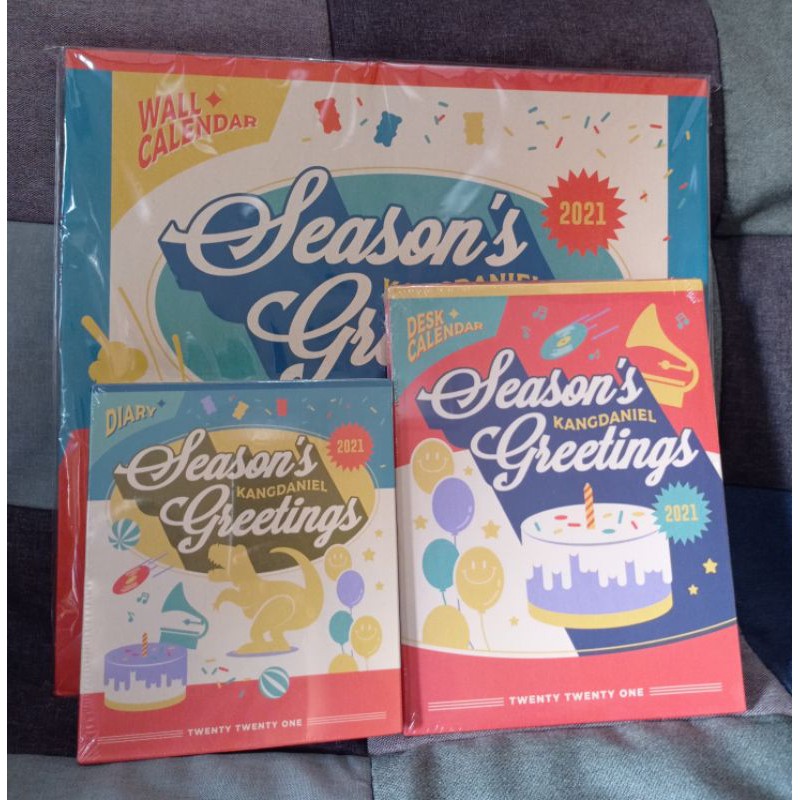 WALL
CALENDAR
Season's
2021
KANGDANIEL
Gr
DESK
CALENDAR
Season's
KANGDANIEL
Greetings
2021
TWENTY TWENTY ONE
DIARY
2021
Season's
KANGDANIEL
Greetings
TWENTY TWENTY ONE